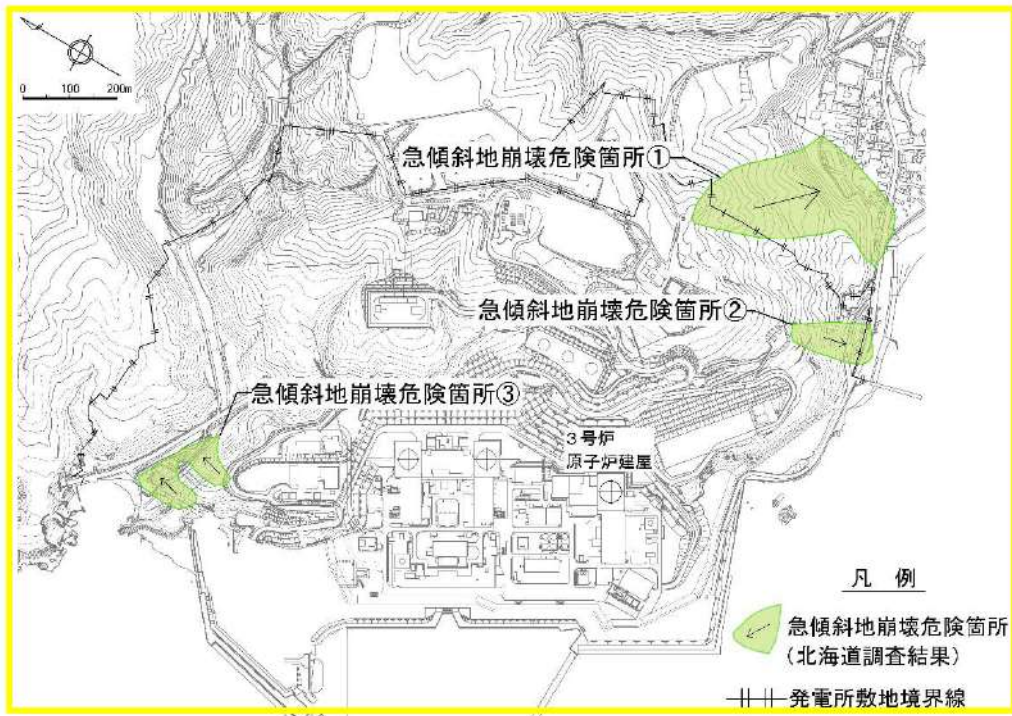 0 100 200m
急傾斜地崩壊危険箇所①
急傾斜地崩壊危険箇所②
急傾斜地崩壊危険箇所③
3号炉
原子炉建屋
凡 例
急傾斜地崩壊危険箇所
(北海道調査結果)
発電所敷地境界線